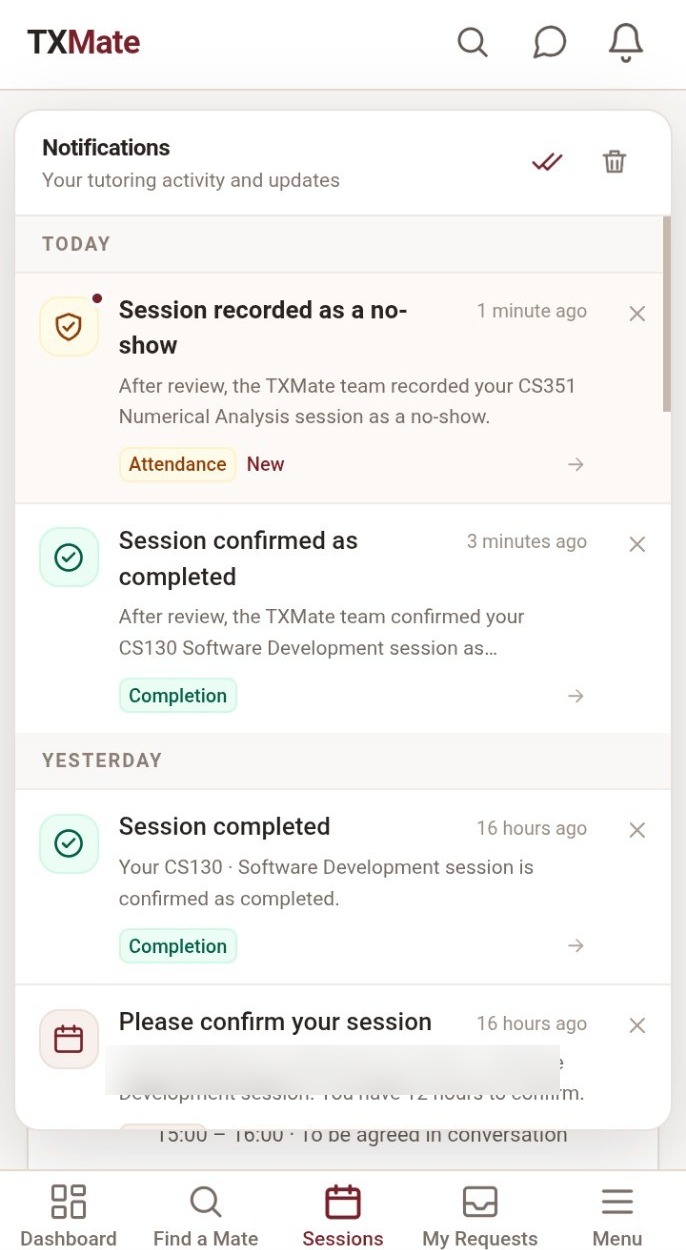 TXMate
Notifications
Your tutoring activity and updates
TODAY
Session recorded as a no-
show
1 minute ago
After review, the TXMate team recorded your CS351
Numerical Analysis session as a no-show.
Attendance New
Session confirmed as
completed
3 minutes ago
After review, the TXMate team confirmed your
CS130 Software Development session as…
Completion
YESTERDAY
Session completed
16 hours ago
Your CS130 · Software Development session is
confirmed as completed.
Completion
Please confirm your session
16 hours ago
Development session. You have 12 hours to confirm.
15:00 – 16:00 · To be agreed in conversation
Dashboard
Find a Mate
Sessions
My Requests
Menu